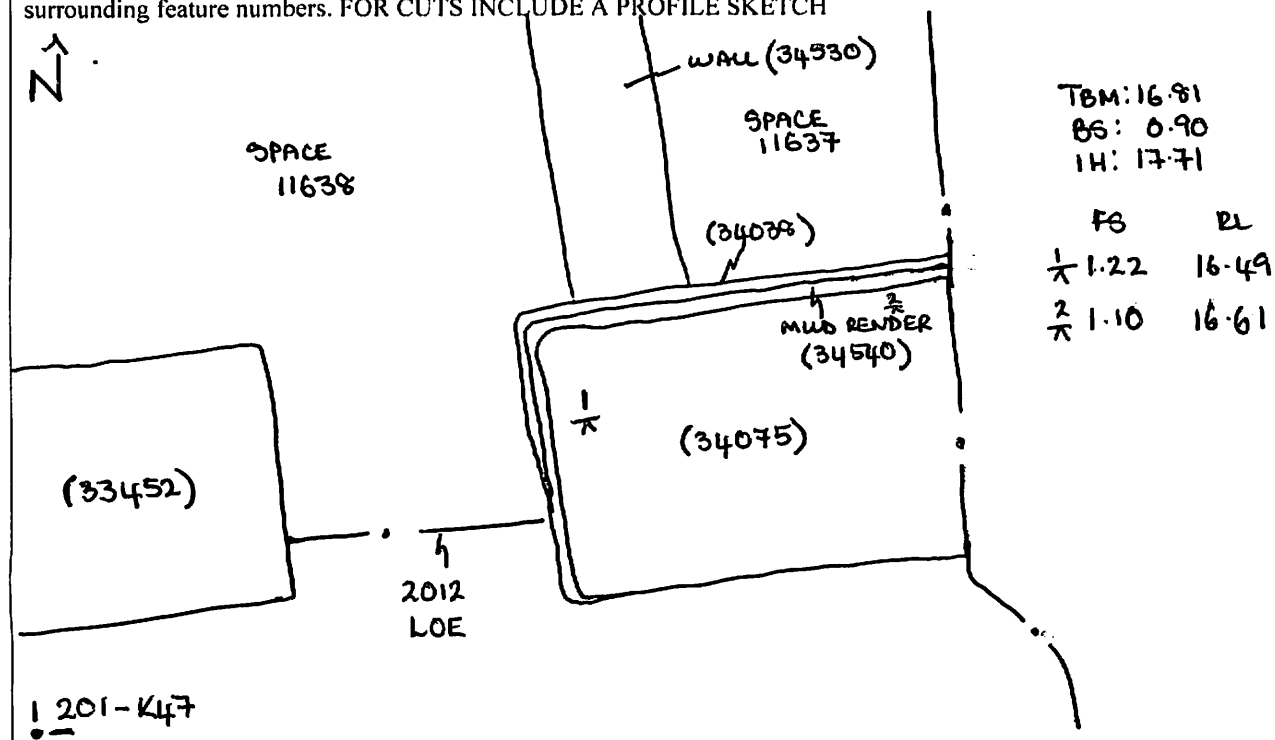 surrounding feature numbers. FOR CUTS INCLUDE A PROFILE SKETCH
N
WALL (34530)
SPACE
11637
SPACE
11638
TBM: 16.81
BS: 0.90
IH: 17.71
FS RL
1 1.22 16.49
2 1.10 16.61
(34038)
2
MUD RENDER
(34540)
1
(34075)
(33452)
2012
LOE
! 201-K47